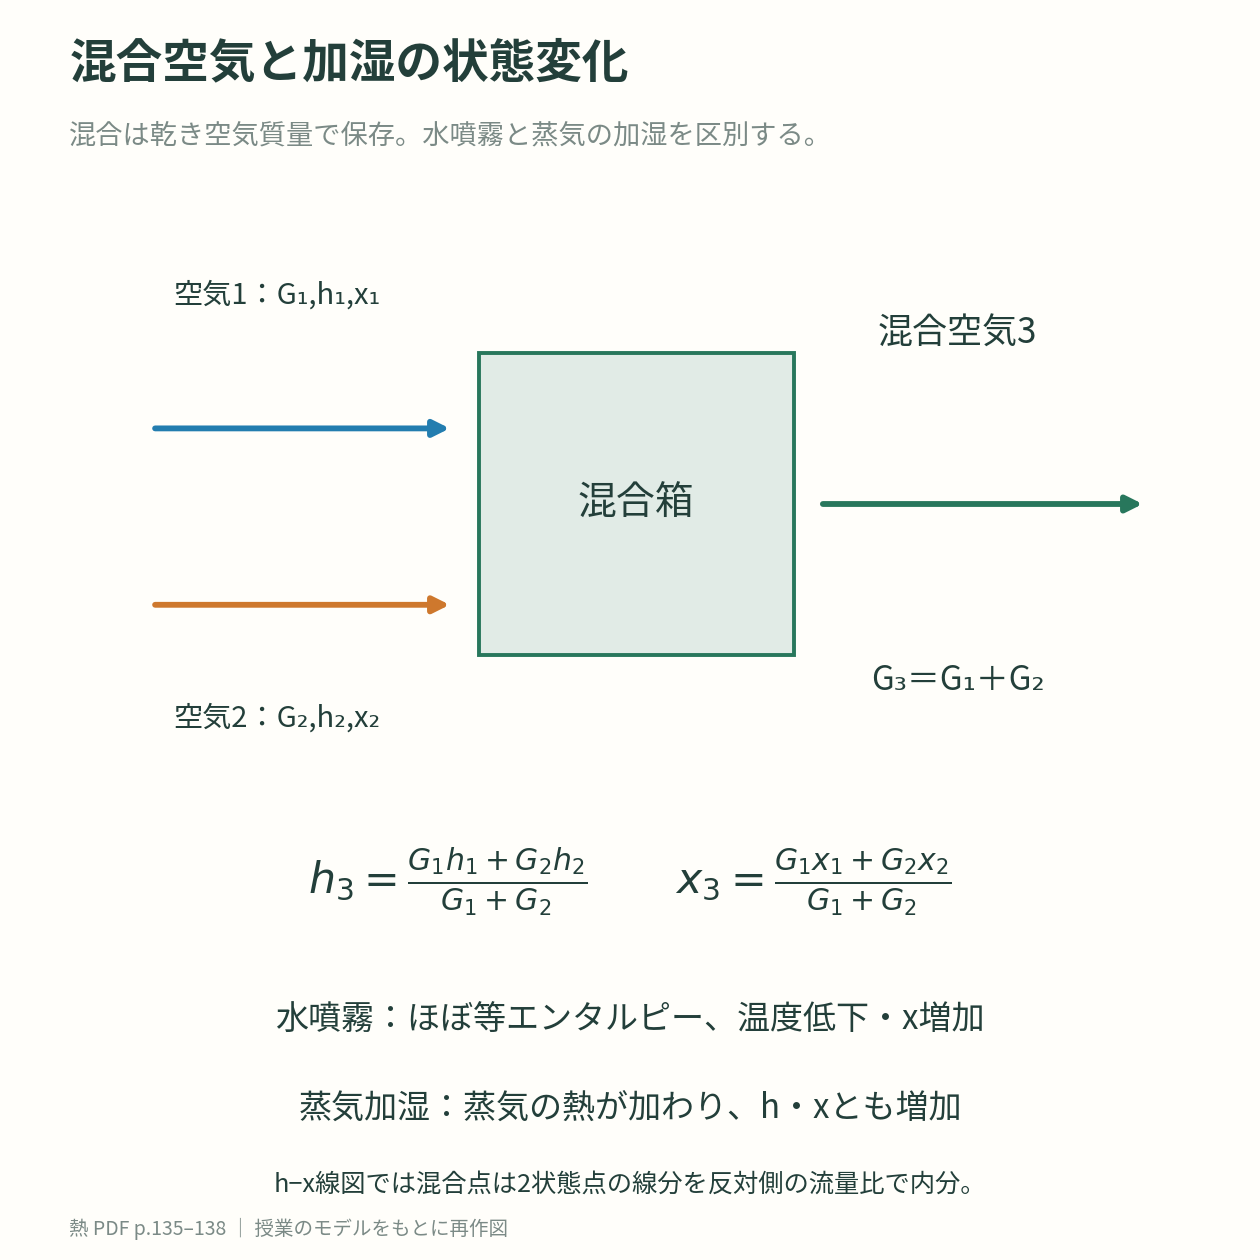 混合空気と加湿の状態変化
混合は乾き空気質量で保存。水噴霧と蒸気の加湿を区別する。
空気1：G₁,h₁,x₁
混合空気3
混合箱
G₃＝G₁＋G₂
空気2：G₂,h₂,x₂
h₃ = (G₁h₁ + G₂h₂)/(G₁ + G₂)  x₃ = (G₁x₁ + G₂x₂)/(G₁ + G₂)
水噴霧：ほぼ等エンタルピー、温度低下・x増加
蒸気加湿：蒸気の熱が加わり、h・xとも増加
h−x線図では混合点は2状態点の線分を反対側の流量比で内分。
熱 PDF p.135–138｜授業のモデルをもとに再作図